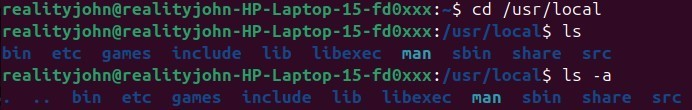 realityjohn@realityjohn-HP-Laptop-15-fd0xxx:~$ cd /usr/local
realityjohn@realityjohn-HP-Laptop-15-fd0xxx:/usr/local$ ls
bin  etc  games  include  lib  libexec  man  sbin  share  src
realityjohn@realityjohn-HP-Laptop-15-fd0xxx:/usr/local$ ls -a
.  ..  bin  etc  games  include  lib  libexec  man  sbin  share  src